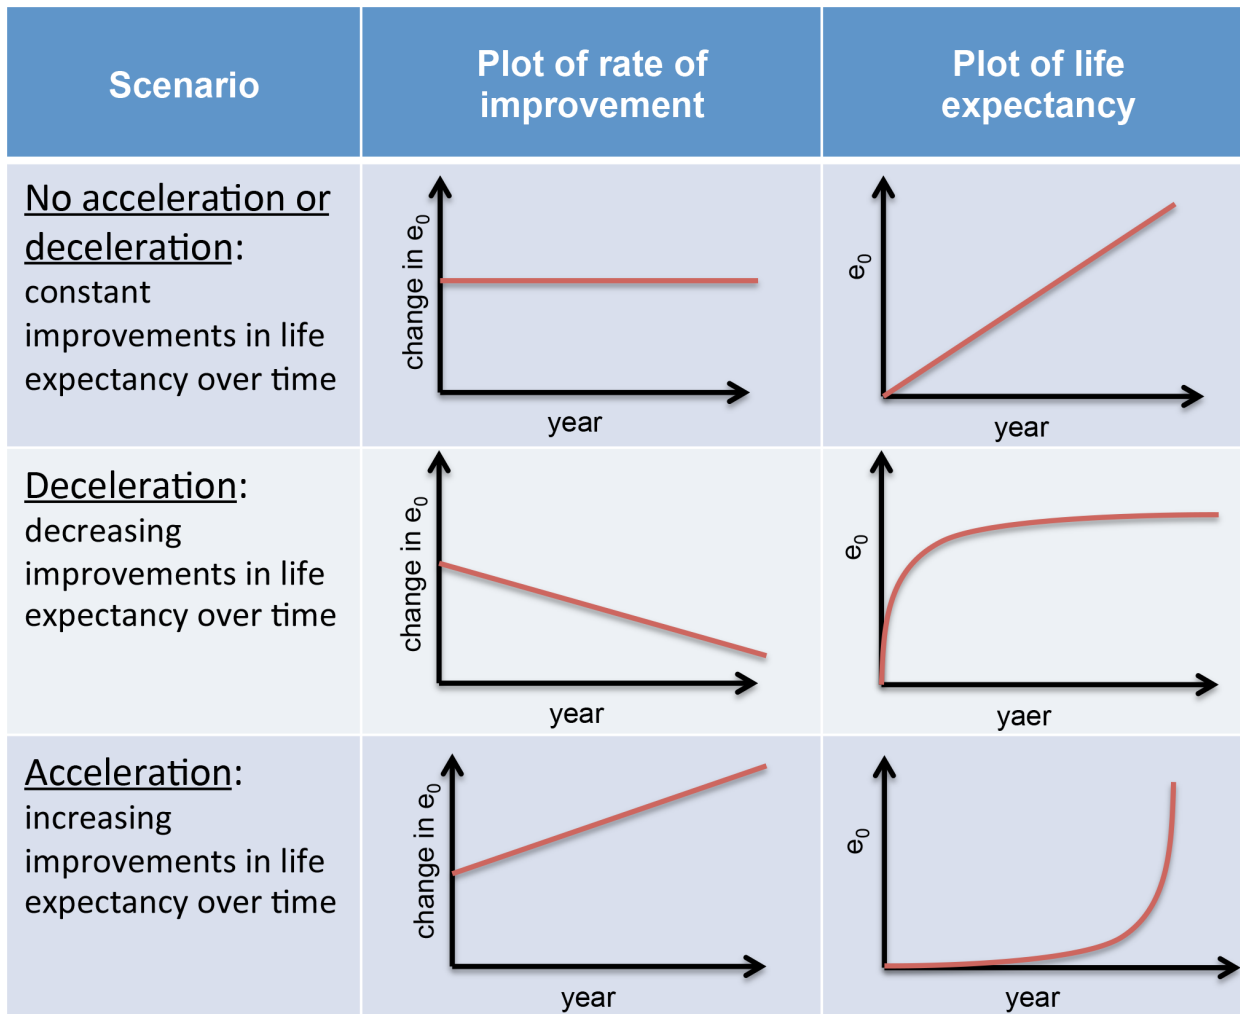 Scenario
Plot of rate of
improvement
Plot of life
expectancy
No acceleration or
deceleration:
constant
improvements in life
expectancy over time
change in e0
year
e0
year
Deceleration:
decreasing
improvements in life
expectancy over time
change in e0
year
e0
yaer
Acceleration:
increasing
improvements in life
expectancy over time
change in e0
e0
year